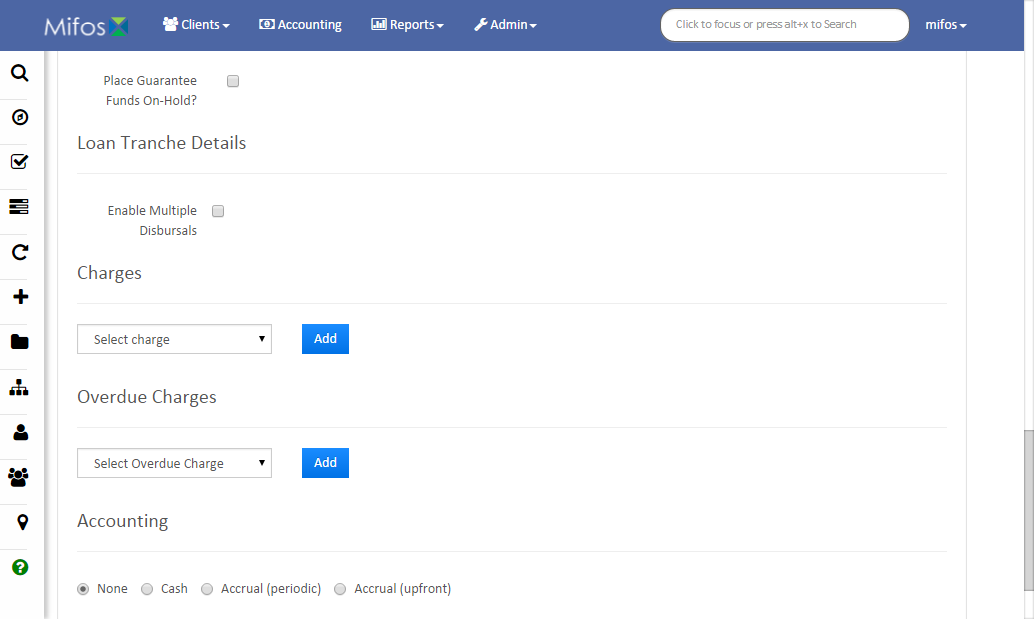 Mifos
Clients
Accounting
Reports
Admin
Click to focus or press alt+x to Search
mifos
Place Guarantee
Funds On-Hold?
Loan Tranche Details
Enable Multiple
Disbursals
Charges
Select charge
Add
Overdue Charges
Select Overdue Charge
Add
Accounting
None Cash Accrual (periodic) Accrual (upfront)
?